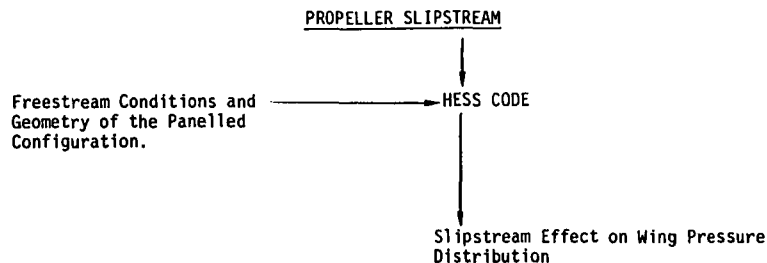 PROPELLER SLIPSTREAM
Freestream Conditions and
Geometry of the Panelled
Configuration.
HESS CODE
Slipstream Effect on Wing Pressure
Distribution